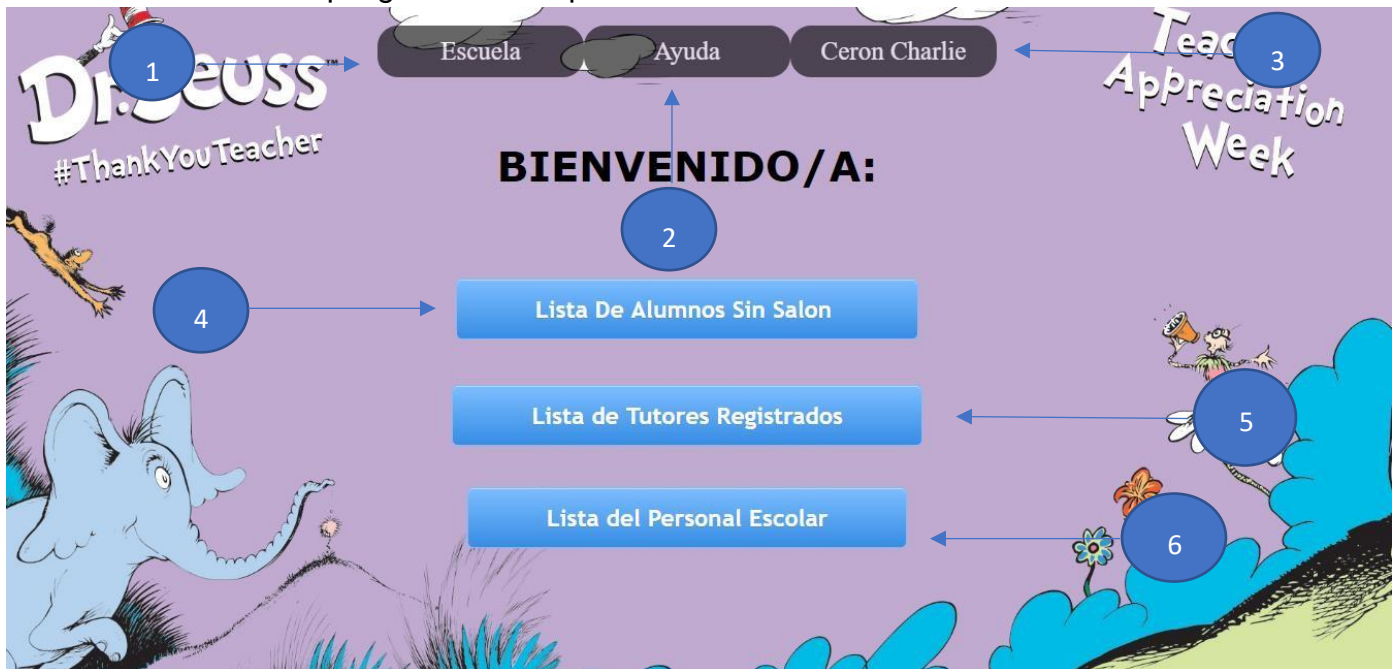 Dr. Seuss™
#ThankYouTeacher
1
Escuela
Ayuda
Ceron Charlie
3
Appreciation
Week
BIENVENIDO/A:
2
4
Lista De Alumnos Sin Salon
Lista de Tutores Registrados
5
Lista del Personal Escolar
6